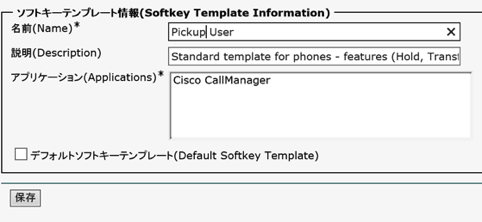 ソフトキーテンプレート情報(Softkey Template Information)
名前(Name)* Pickup User
説明(Description) Standard template for phones - features (Hold, Transf
アプリケーション(Applications)* Cisco CallManager
デフォルトソフトキーテンプレート(Default Softkey Template)
保存